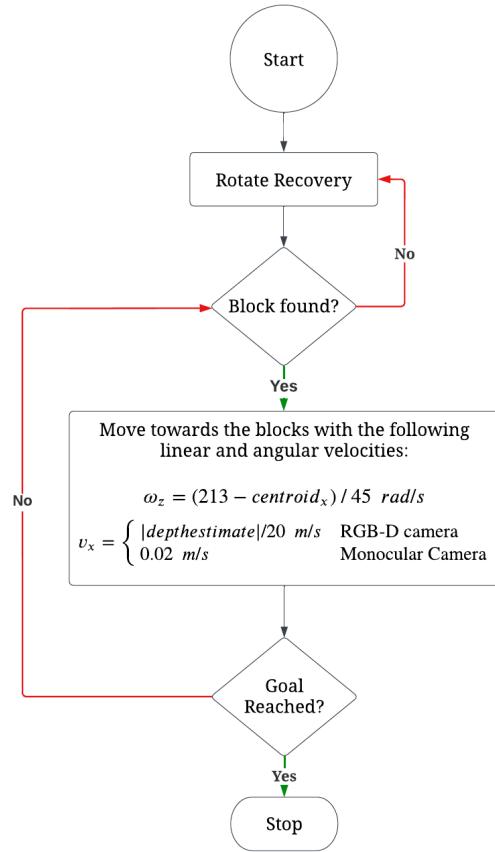 Start
Rotate Recovery
No
Block found?
Yes
Move towards the blocks with the following
linear and angular velocities:
ω_z = (213 − centroid_x) / 45 rad/s
v_x = { |depthestimate|/20 m/s RGB-D camera
0.02 m/s Monocular Camera
No
Goal
Reached?
Yes
Stop